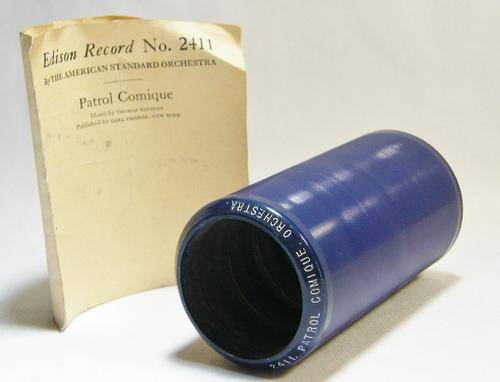 Edison Record No. 2411
By THE AMERICAN STANDARD ORCHESTRA
Patrol Comique
Music by THOMAS HINDLEY
Published by CARL FISCHER, NEW YORK
2411. PATROL COMIQUE. ORCHESTRA.